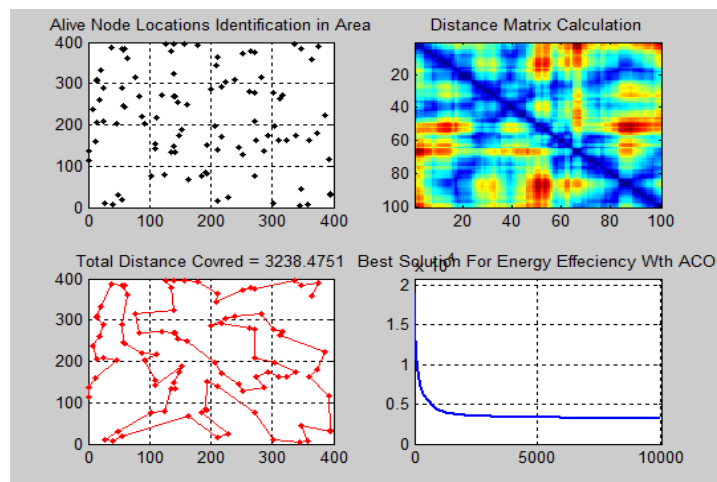 Alive Node Locations Identification in Area
400
300
200
100
0
0 100 200 300 400
Distance Matrix Calculation
20
40
60
80
100
20 40 60 80 100
Total Distance Covred = 3238.4751
400
300
200
100
0
0 100 200 300 400
Best Solution For Energy Effeciency Wth ACO
x 10^4
2
1.5
1
0.5
0
0 5000 10000